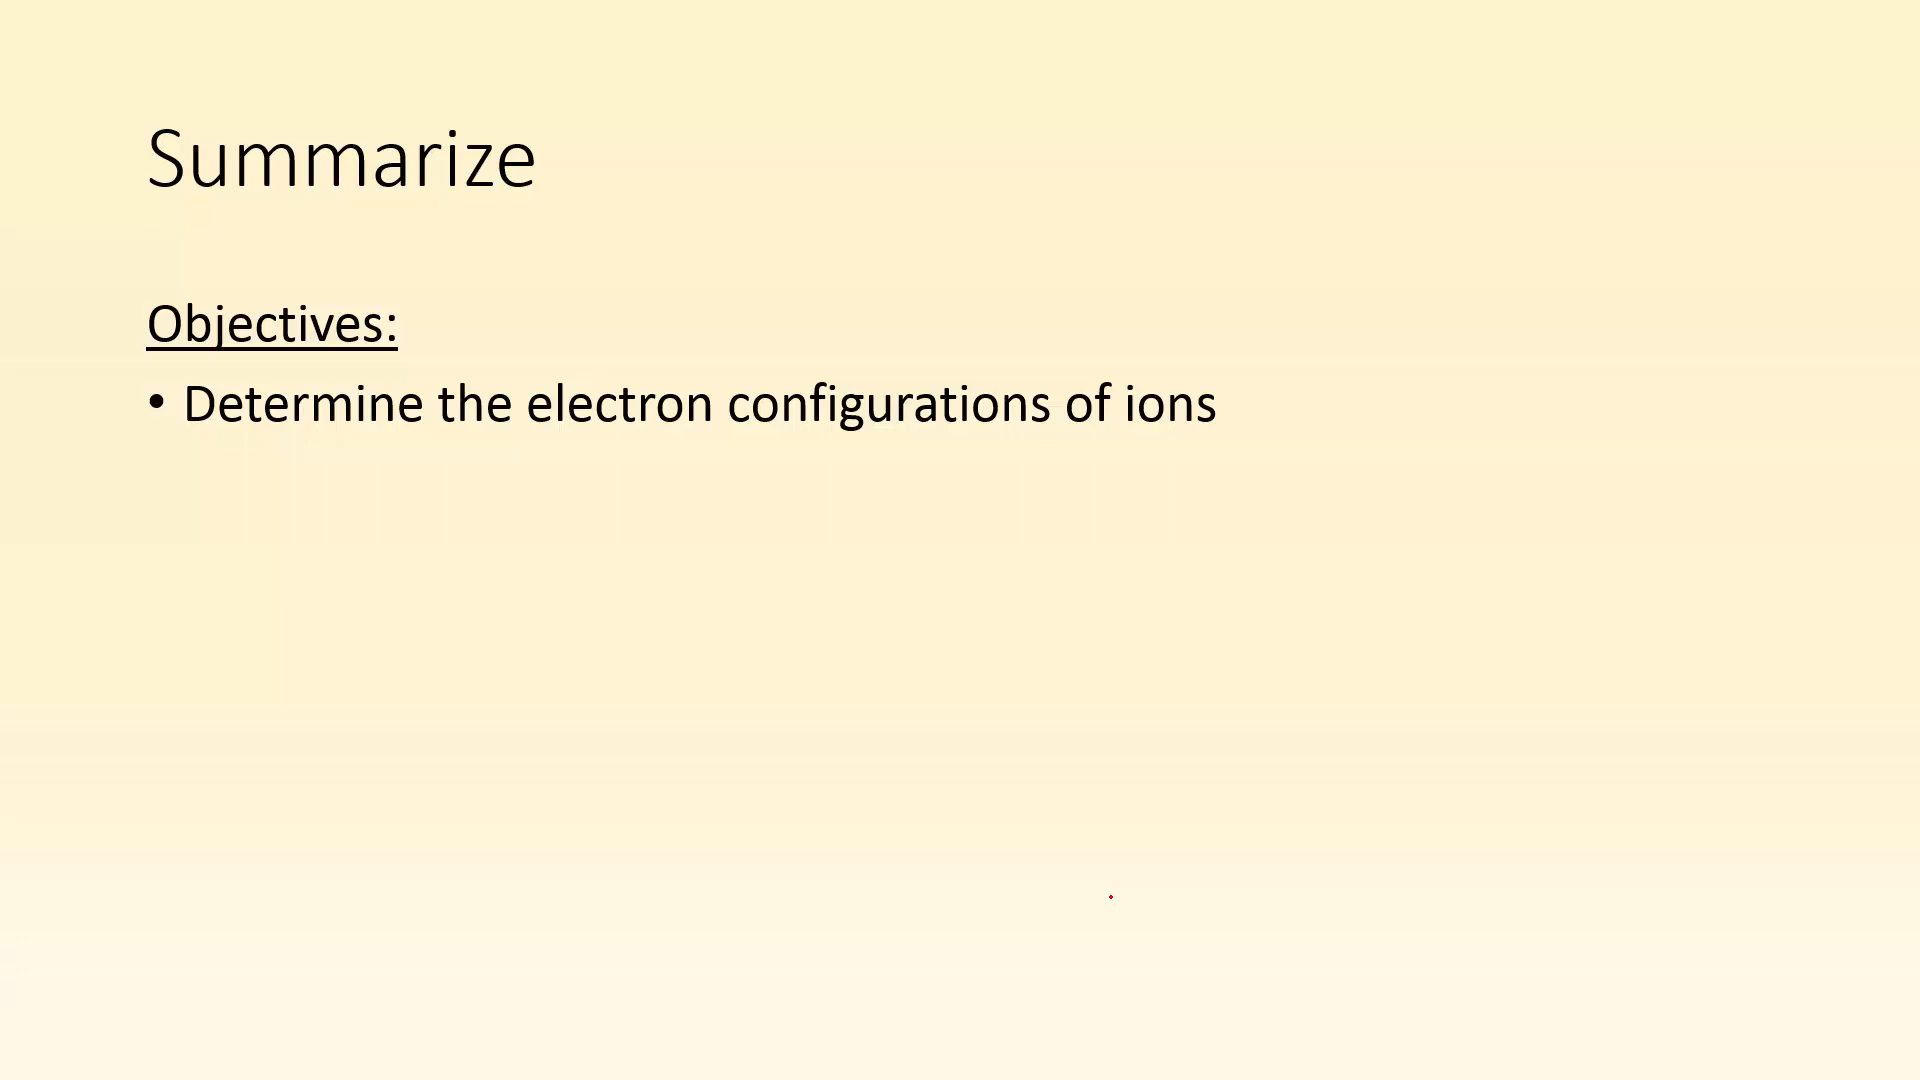 Summarize
Objectives:
• Determine the electron configurations of ions